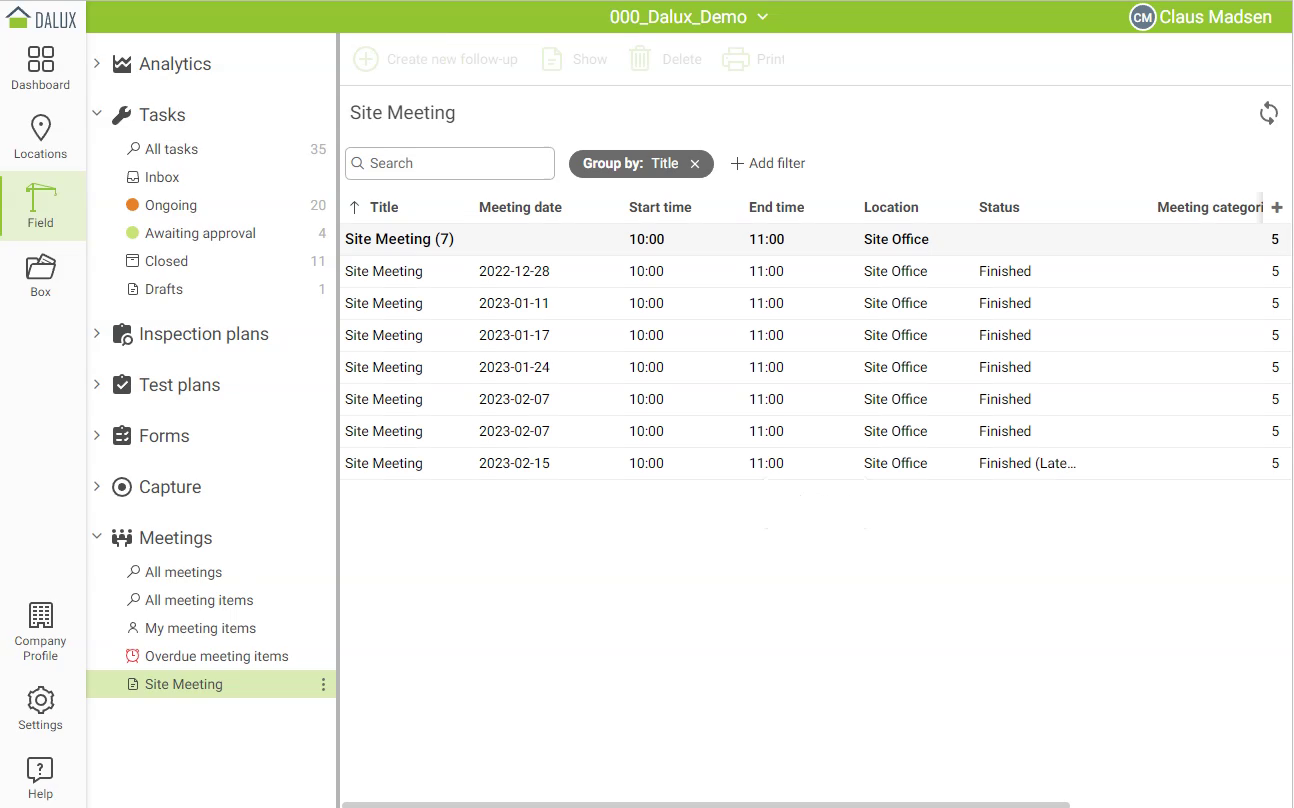 DALUX
000_Dalux_Demo
CM Claus Madsen
Dashboard
Locations
Field
Box
Company
Profile
Settings
Help
Analytics
Tasks
All tasks 35
Inbox
Ongoing 20
Awaiting approval 4
Closed 11
Drafts 1
Inspection plans
Test plans
Forms
Capture
Meetings
All meetings
All meeting items
My meeting items
Overdue meeting items
Site Meeting
Create new follow-up Show Delete Print
Site Meeting
Search Group by: Title Add filter
Title Meeting date Start time End time Location Status Meeting categori
Site Meeting (7) 10:00 11:00 Site Office 5
Site Meeting 2022-12-28 10:00 11:00 Site Office Finished 5
Site Meeting 2023-01-11 10:00 11:00 Site Office Finished 5
Site Meeting 2023-01-17 10:00 11:00 Site Office Finished 5
Site Meeting 2023-01-24 10:00 11:00 Site Office Finished 5
Site Meeting 2023-02-07 10:00 11:00 Site Office Finished 5
Site Meeting 2023-02-07 10:00 11:00 Site Office Finished 5
Site Meeting 2023-02-15 10:00 11:00 Site Office Finished (Late... 5